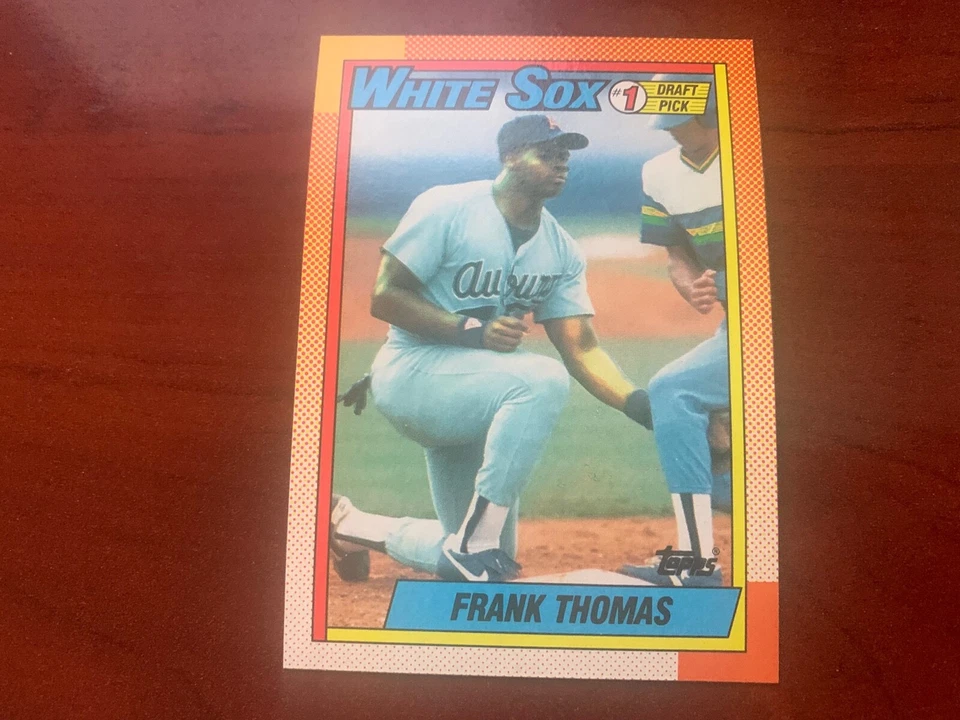 WHITE SOX
#1 DRAFT
PICK
Auburn
topps®
FRANK THOMAS